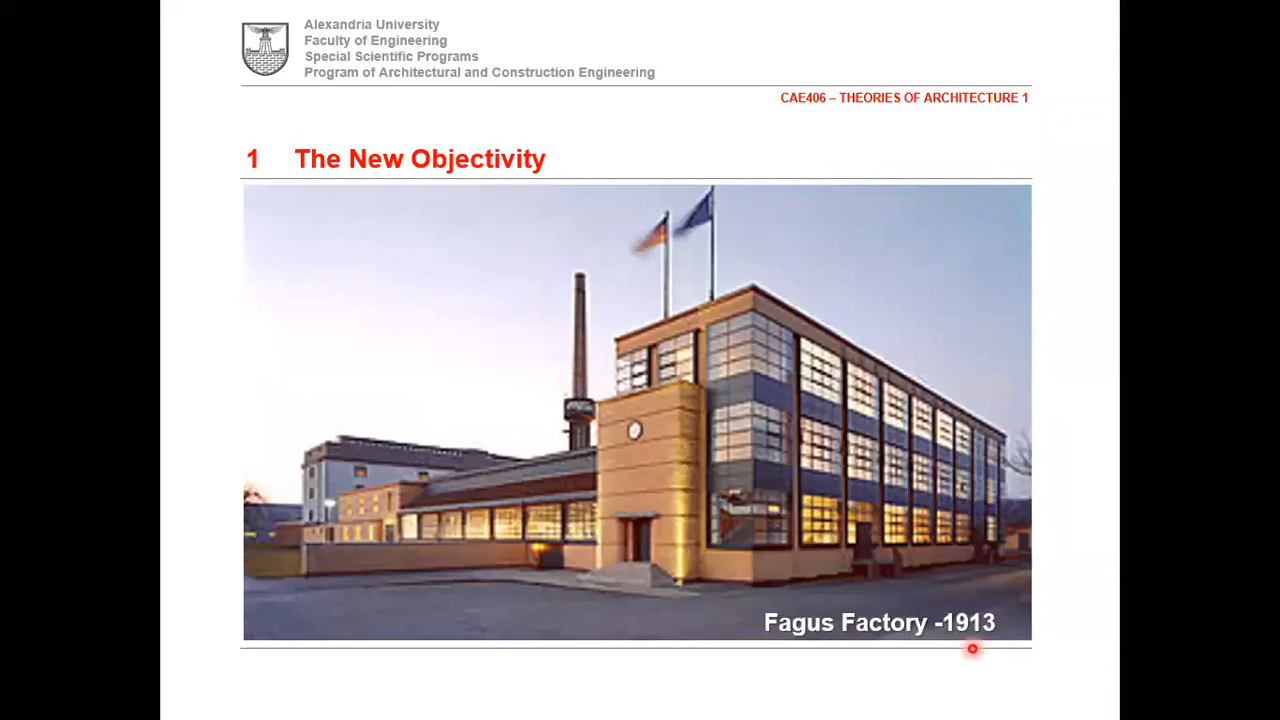 Alexandria University
Faculty of Engineering
Special Scientific Programs
Program of Architectural and Construction Engineering
CAE406 – THEORIES OF ARCHITECTURE 1
1 The New Objectivity
Fagus Factory -1913